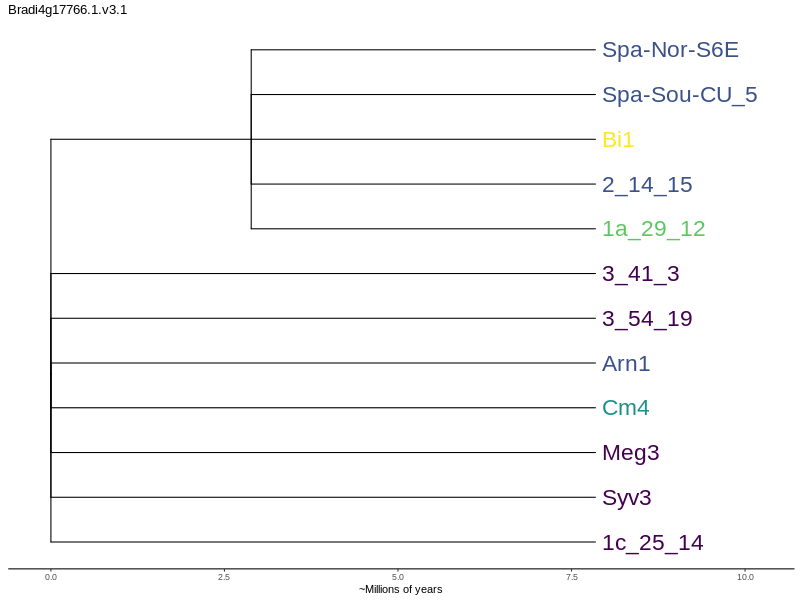 Bradi4g17766.1.v3.1
Spa-Nor-S6E
Spa-Sou-CU_5
Bi1
2_14_15
1a_29_12
3_41_3
3_54_19
Arn1
Cm4
Meg3
Syv3
1c_25_14
0.0 2.5 5.0 7.5 10.0
~Millions of years